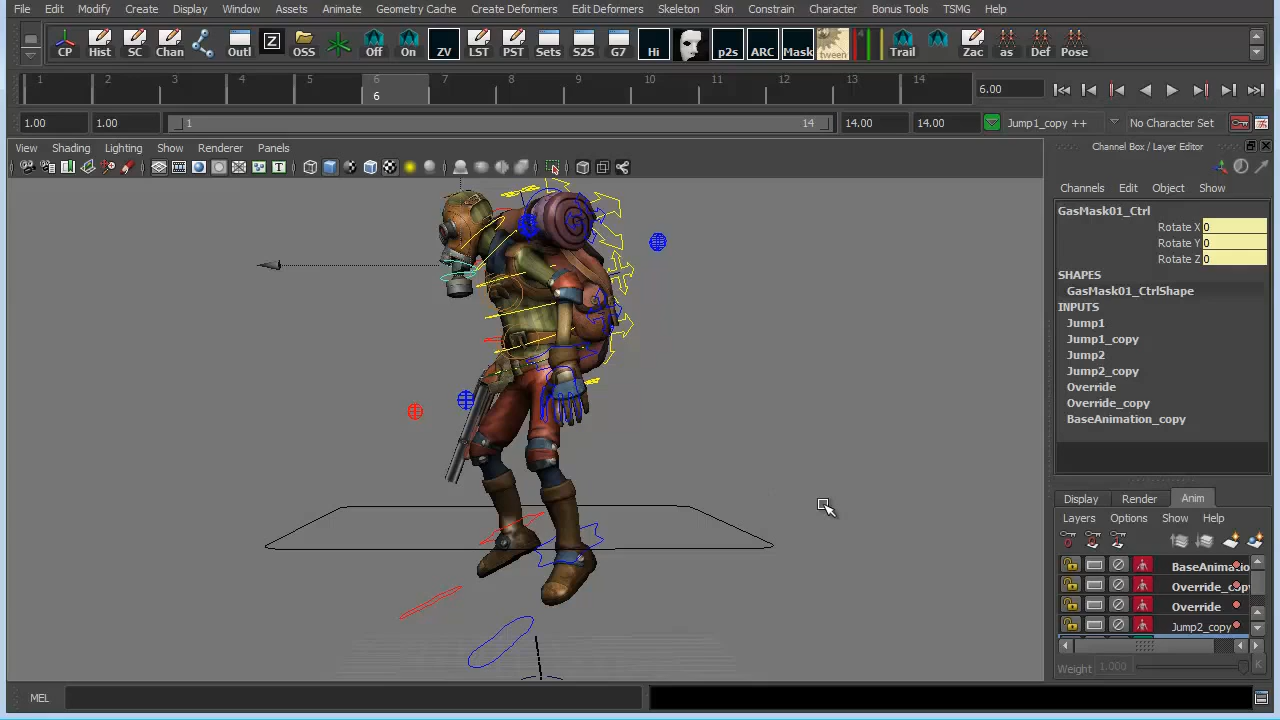 File Edit Modify Create Display Window Assets Animate Geometry Cache Create Deformers Edit Deformers Skeleton Skin Constrain Character Bonus Tools TSMG Help
CP Hist SC Chan Outl Z OSS Off On ZV LST PST Sets S2S G7 Hi p2s ARC Mask tween Trail Zac as Def Pose
1 2 3 4 5 6 7 8 9 10 11 12 13 14
6
6.00
1.00 1.00 1 14 14.00 14.00 Jump1_copy ++ No Character Set
View Shading Lighting Show Renderer Panels
Channel Box / Layer Editor
Channels Edit Object Show
GasMask01_Ctrl
Rotate X 0
Rotate Y 0
Rotate Z 0
SHAPES
GasMask01_CtrlShape
INPUTS
Jump1
Jump1_copy
Jump2
Jump2_copy
Override
Override_copy
BaseAnimation_copy
Display Render Anim
Layers Options Show Help
BaseAnimatio
Override_copy
Override
Jump2_copy
Weight 1.000 K
MEL